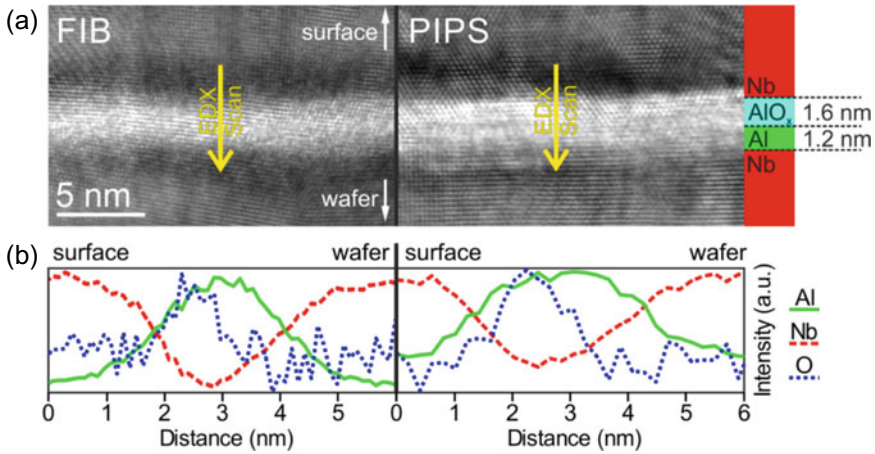 (a)
FIB
surface
EDX
Scan
wafer
5 nm
PIPS
EDX
Scan
Nb
AlOx
1.6 nm
Al
1.2 nm
Nb
(b)
surface
wafer
surface
wafer
Intensity (a.u.)
Al
Nb
O
0 1 2 3 4 5 0 1 2 3 4 5 6
Distance (nm)
Distance (nm)